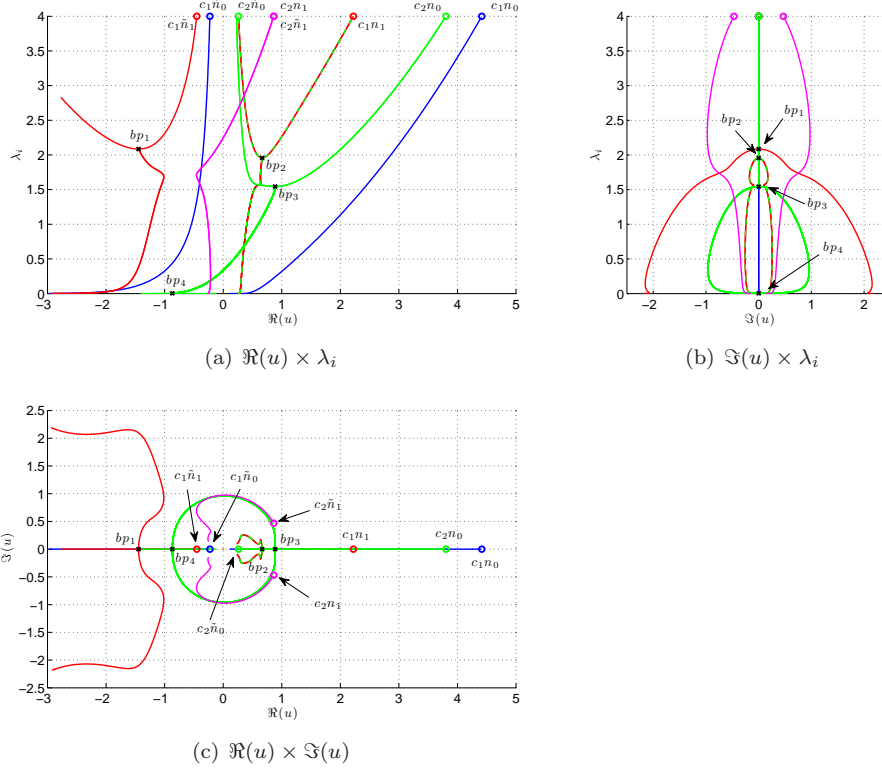 c₁ñ₀ c₂ñ₀ c₂n₁ c₂n₀ c₁n₀
c₁ñ₁ c₂ñ₁ c₁n₁
4
3.5
3
2.5
2
1.5
1
0.5
0
λᵢ
bp₁
bp₂
bp₃
bp₄
−3 −2 −1 0 1 2 3 4 5
ℜ(u)
(a) ℜ(u) × λᵢ
4
3.5
3
2.5
2
1.5
1
0.5
0
λᵢ
bp₂ bp₁
bp₃
bp₄
−2 −1 0 1 2
ℑ(u)
(b) ℑ(u) × λᵢ
2.5
2
1.5
1
0.5
0
−0.5
−1
−1.5
−2
−2.5
ℑ(u)
c₁ñ₁ c₁ñ₀
c₂ñ₁
bp₁ bp₃ c₁n₁ c₂n₀
bp₄ bp₂ c₁n₀
c₂ñ₀ c₂n₁
−3 −2 −1 0 1 2 3 4 5
ℜ(u)
(c) ℜ(u) × ℑ(u)